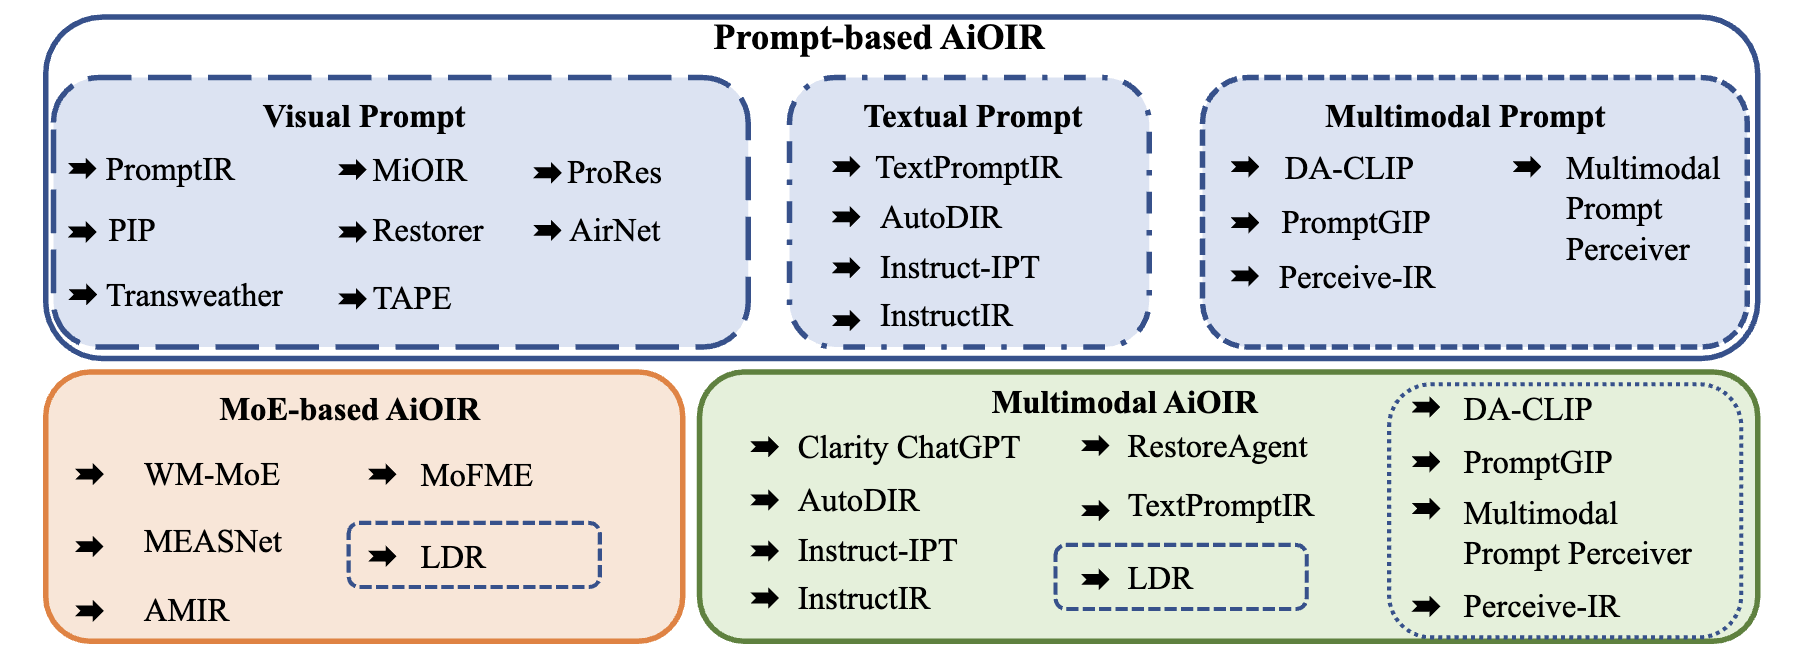 Prompt-based AiOIR
Visual Prompt
PromptIR
MiOIR
ProRes
PIP
Restorer
AirNet
Transweather
TAPE
Textual Prompt
TextPromptIR
AutoDIR
Instruct-IPT
InstructIR
Multimodal Prompt
DA-CLIP
PromptGIP
Perceive-IR
Multimodal
Prompt
Perceiver
MoE-based AiOIR
WM-MoE
MoFME
MEASNet
LDR
AMIR
Multimodal AiOIR
Clarity ChatGPT
AutoDIR
Instruct-IPT
InstructIR
RestoreAgent
TextPromptIR
LDR
DA-CLIP
PromptGIP
Multimodal
Prompt Perceiver
Perceive-IR